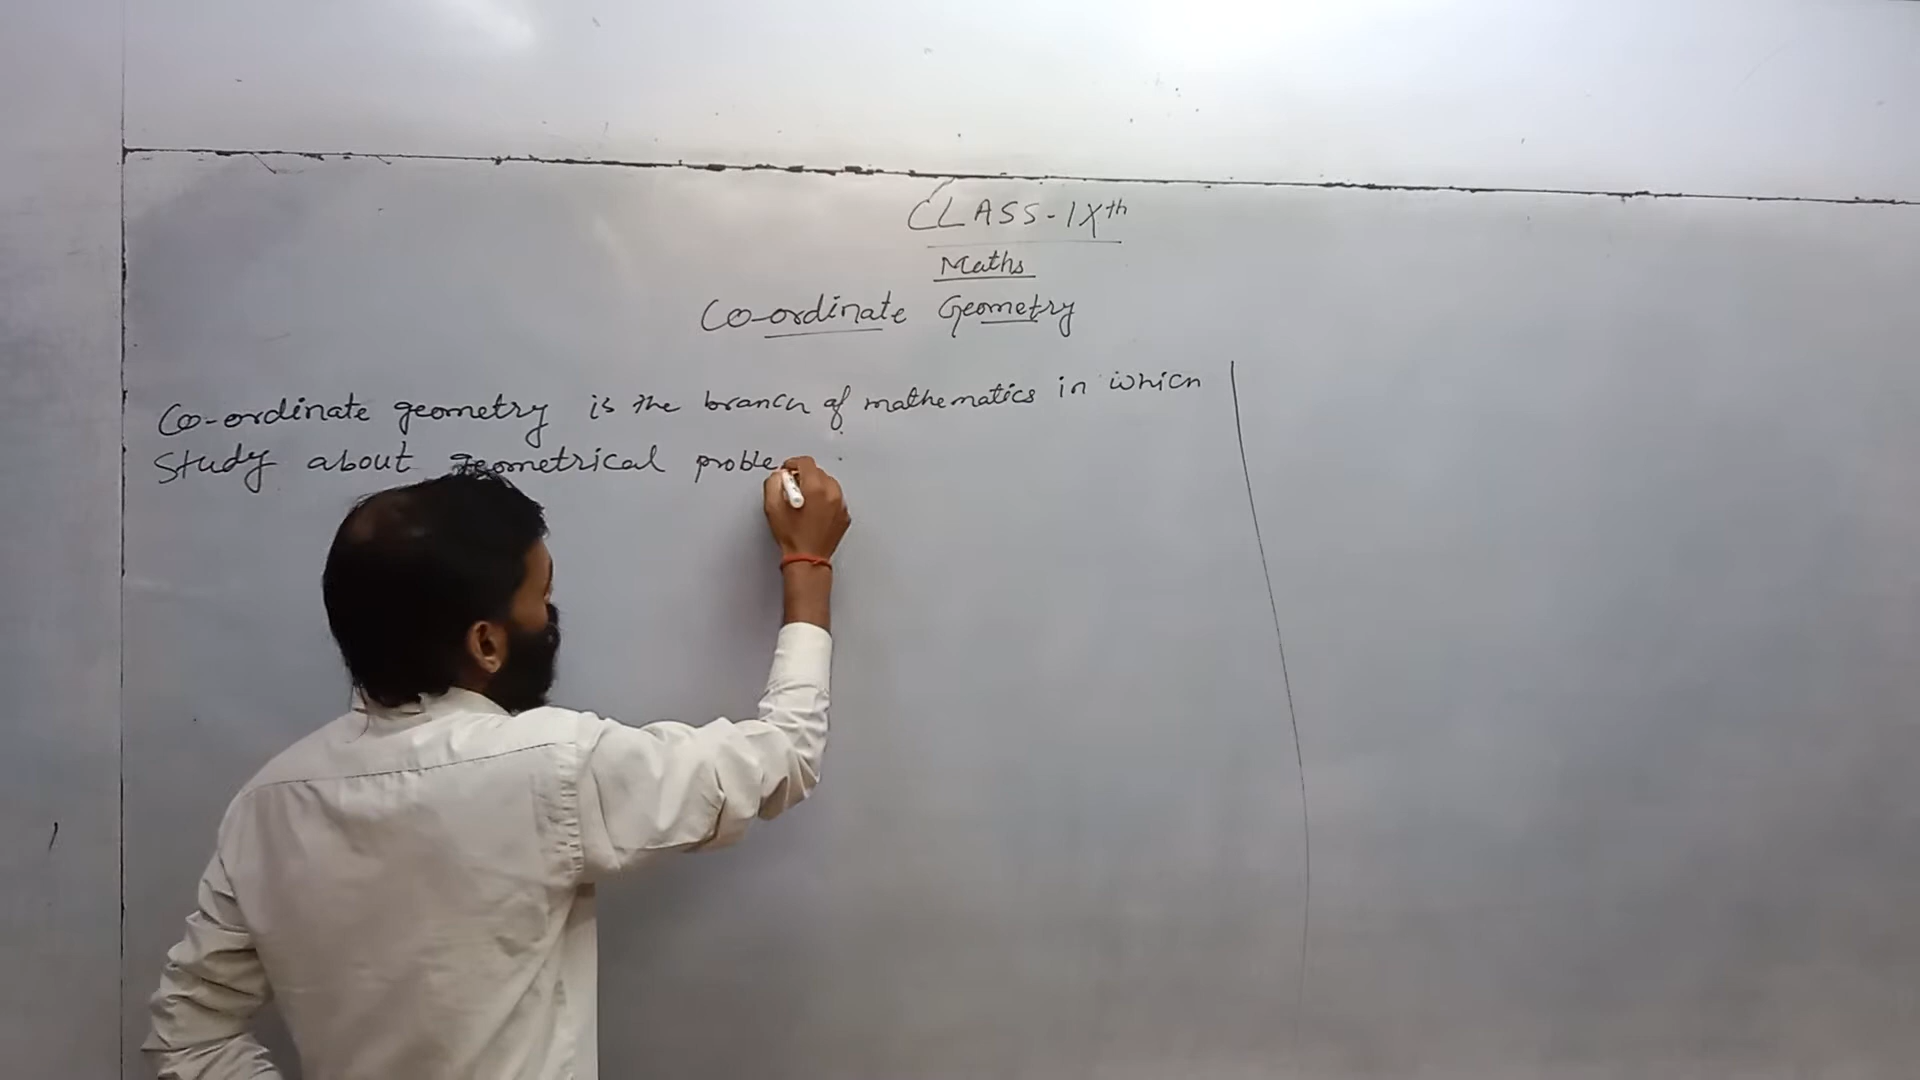 CLASS-IXth
Maths
Co-ordinate Geometry
Co-ordinate geometry is the branch of mathematics in which
Study about geometrical proble